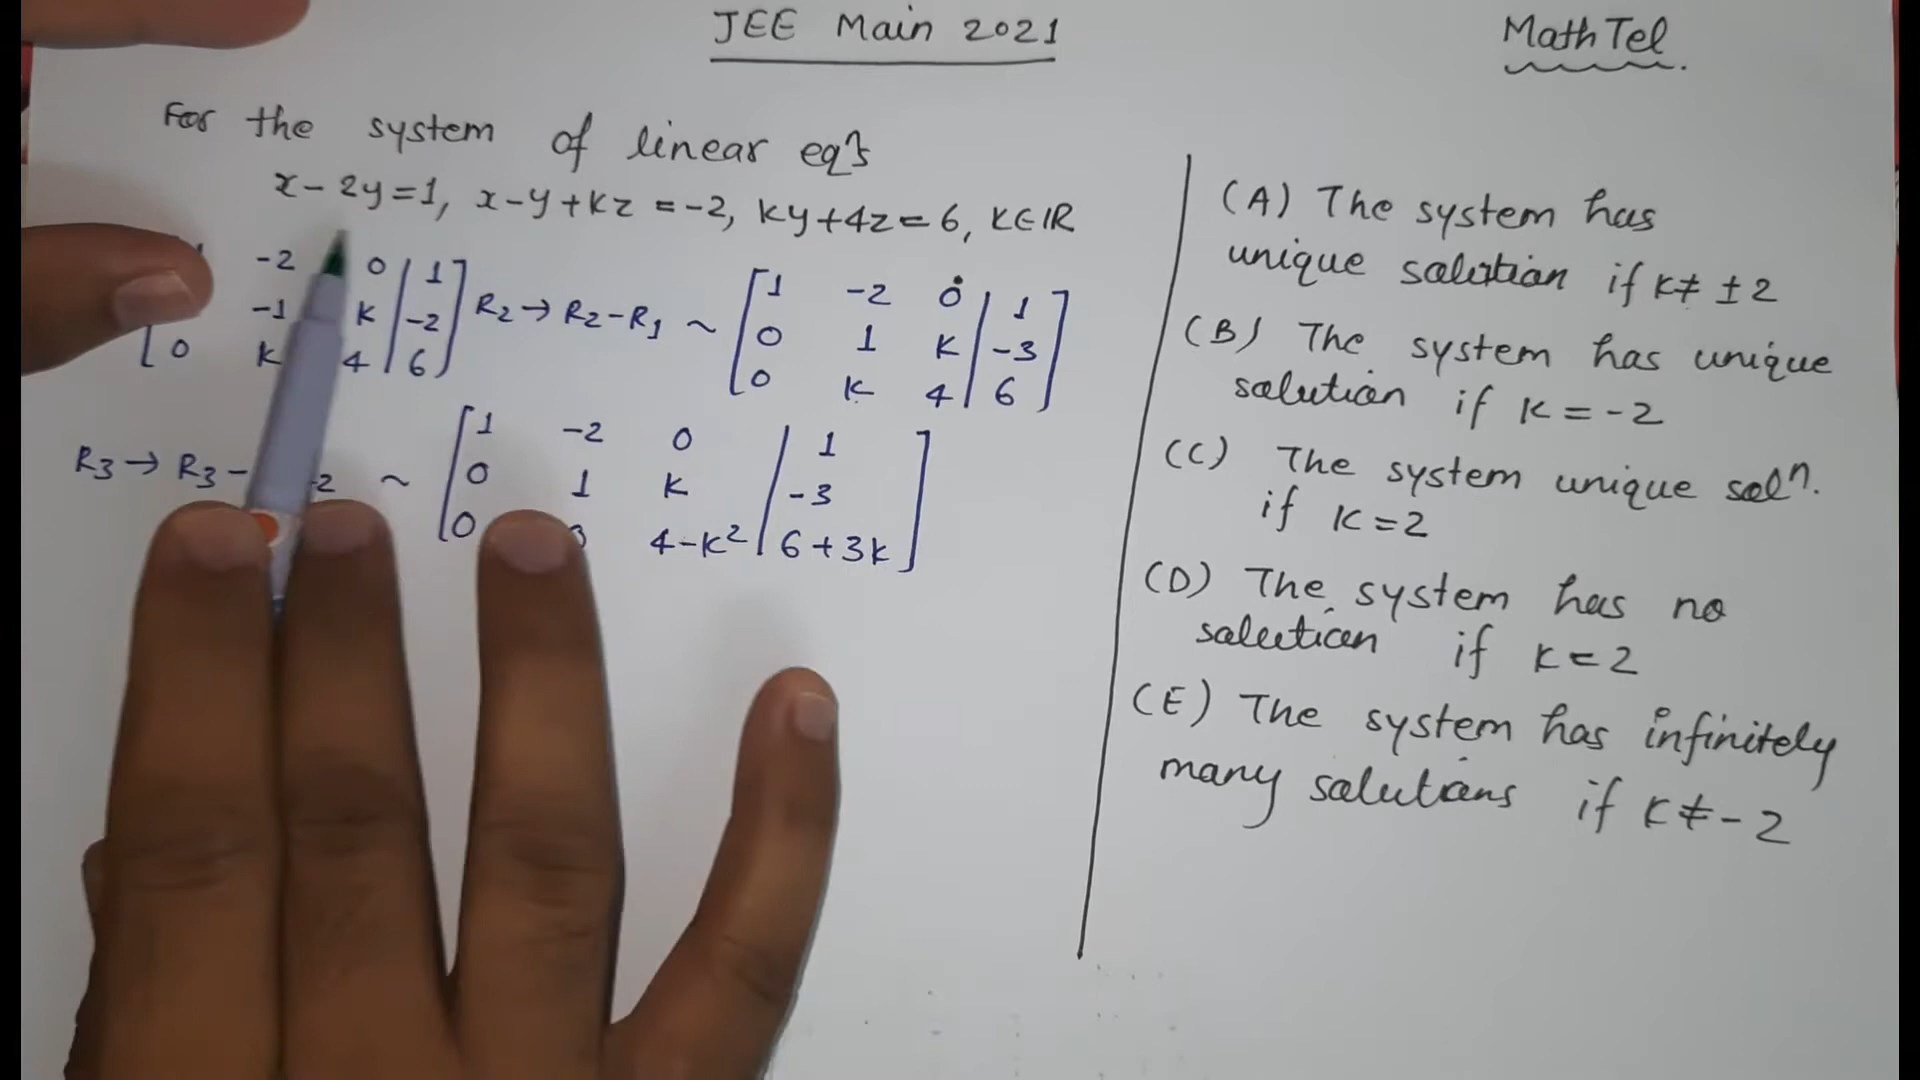 JEE Main 2021
MathTel.
For the system of linear eqⁿs
x-2y=1, x-y+kz=-2, ky+4z=6, K∈IR
-2 0 | 1
-1 k | -2
0 k 4 | 6
R2→R2-R1 ~
1 -2 0 | 1
0 1 k | -3
0 k 4 | 6
R3→R3- 2 ~
1 -2 0 | 1
0 1 k | -3
0 4-k² | 6+3k
(A) The system has
unique solution if k≠±2
(B) The system has unique
solution if k=-2
(C) The system unique solⁿ.
if k=2
(D) The system has no
solution if k=2
(E) The system has infinitely
many solutions if k≠-2